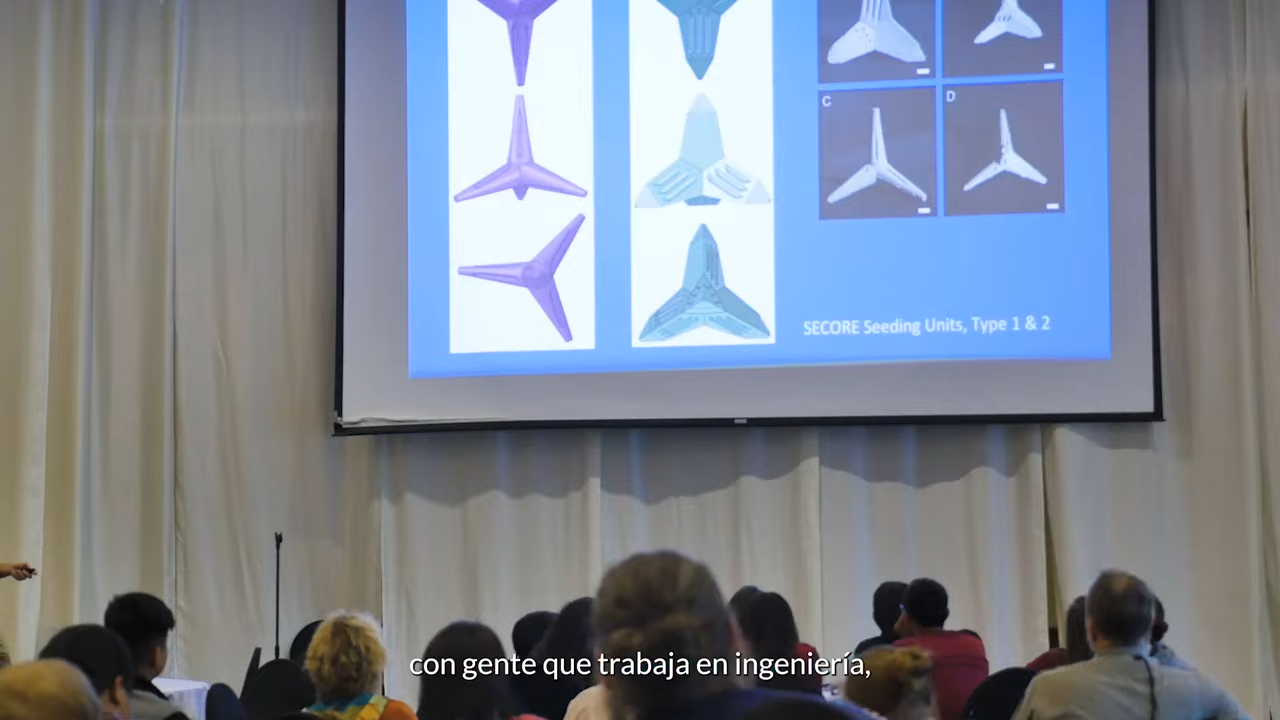 C
D
SECORE Seeding Units, Type 1 & 2
con gente que trabaja en ingeniería,